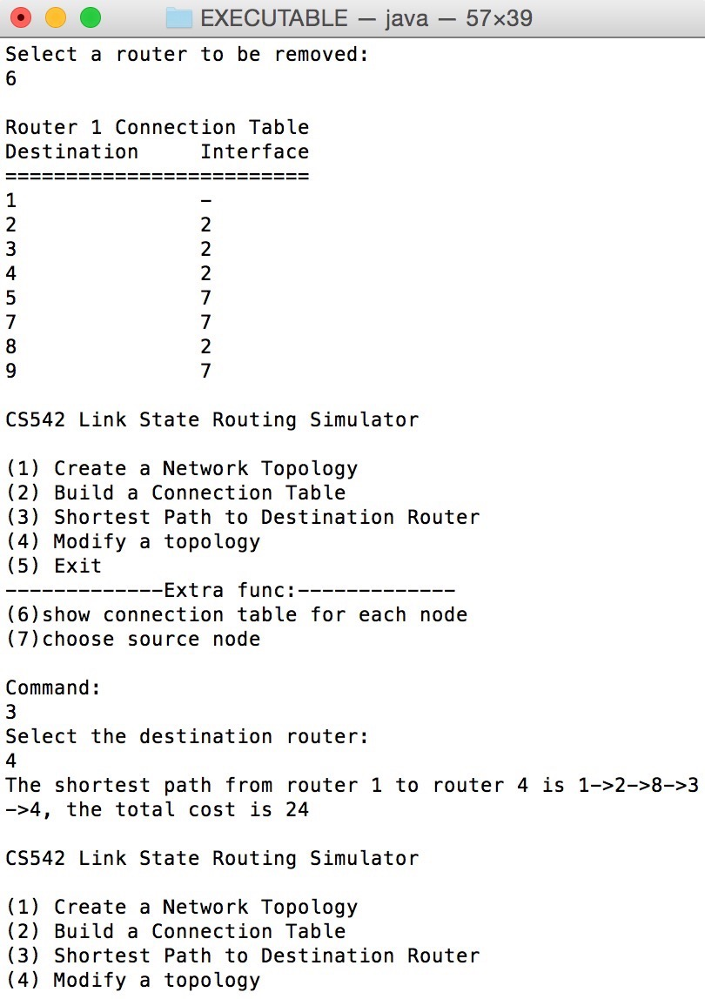 EXECUTABLE — java — 57×39
Select a router to be removed:
6
Router 1 Connection Table
Destination     Interface
=========================
1                –
2                2
3                2
4                2
5                7
7                7
8                2
9                7
CS542 Link State Routing Simulator
(1) Create a Network Topology
(2) Build a Connection Table
(3) Shortest Path to Destination Router
(4) Modify a topology
(5) Exit
-------------Extra func:-------------
(6)show connection table for each node
(7)choose source node
Command:
3
Select the destination router:
4
The shortest path from router 1 to router 4 is 1->2->8->3
->4, the total cost is 24
CS542 Link State Routing Simulator
(1) Create a Network Topology
(2) Build a Connection Table
(3) Shortest Path to Destination Router
(4) Modify a topology